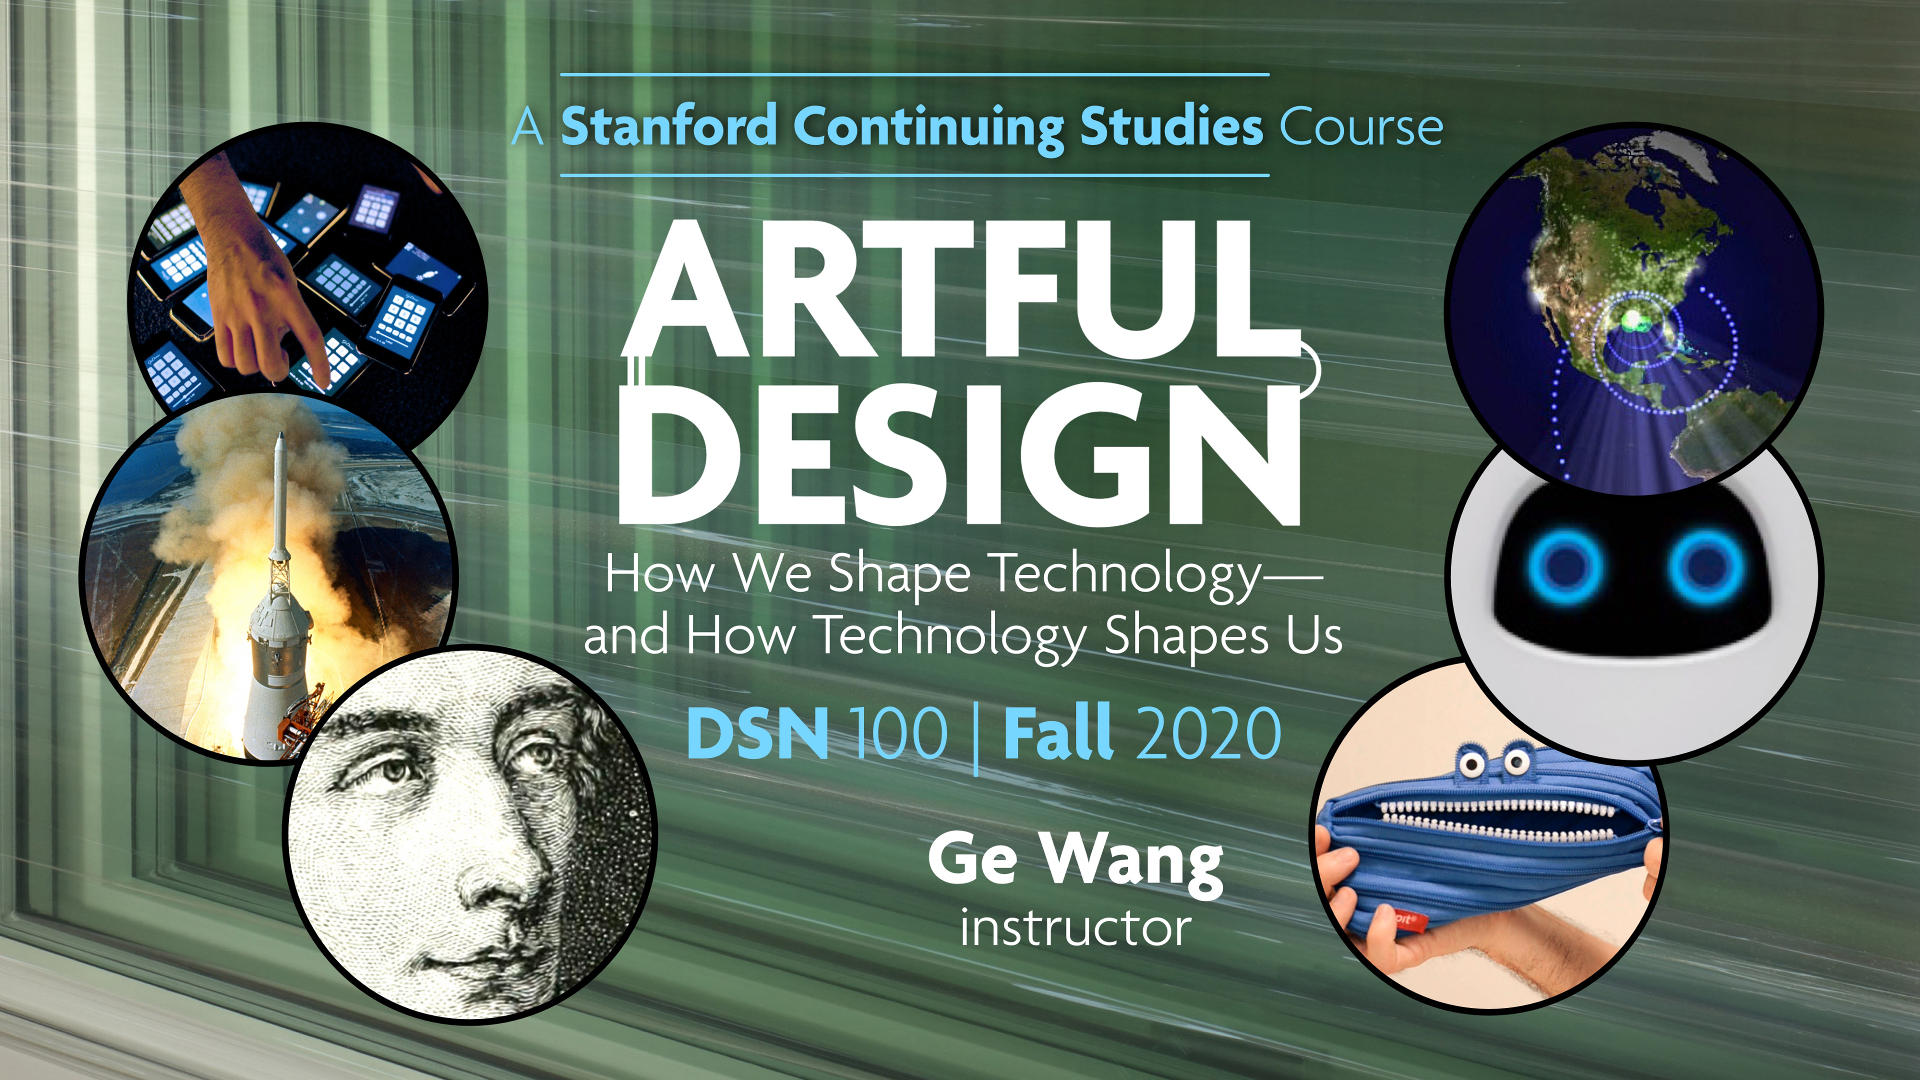 A Stanford Continuing Studies Course
ARTFUL
DESIGN
How We Shape Technology—
and How Technology Shapes Us
DSN 100 | Fall 2020
Ge Wang
instructor